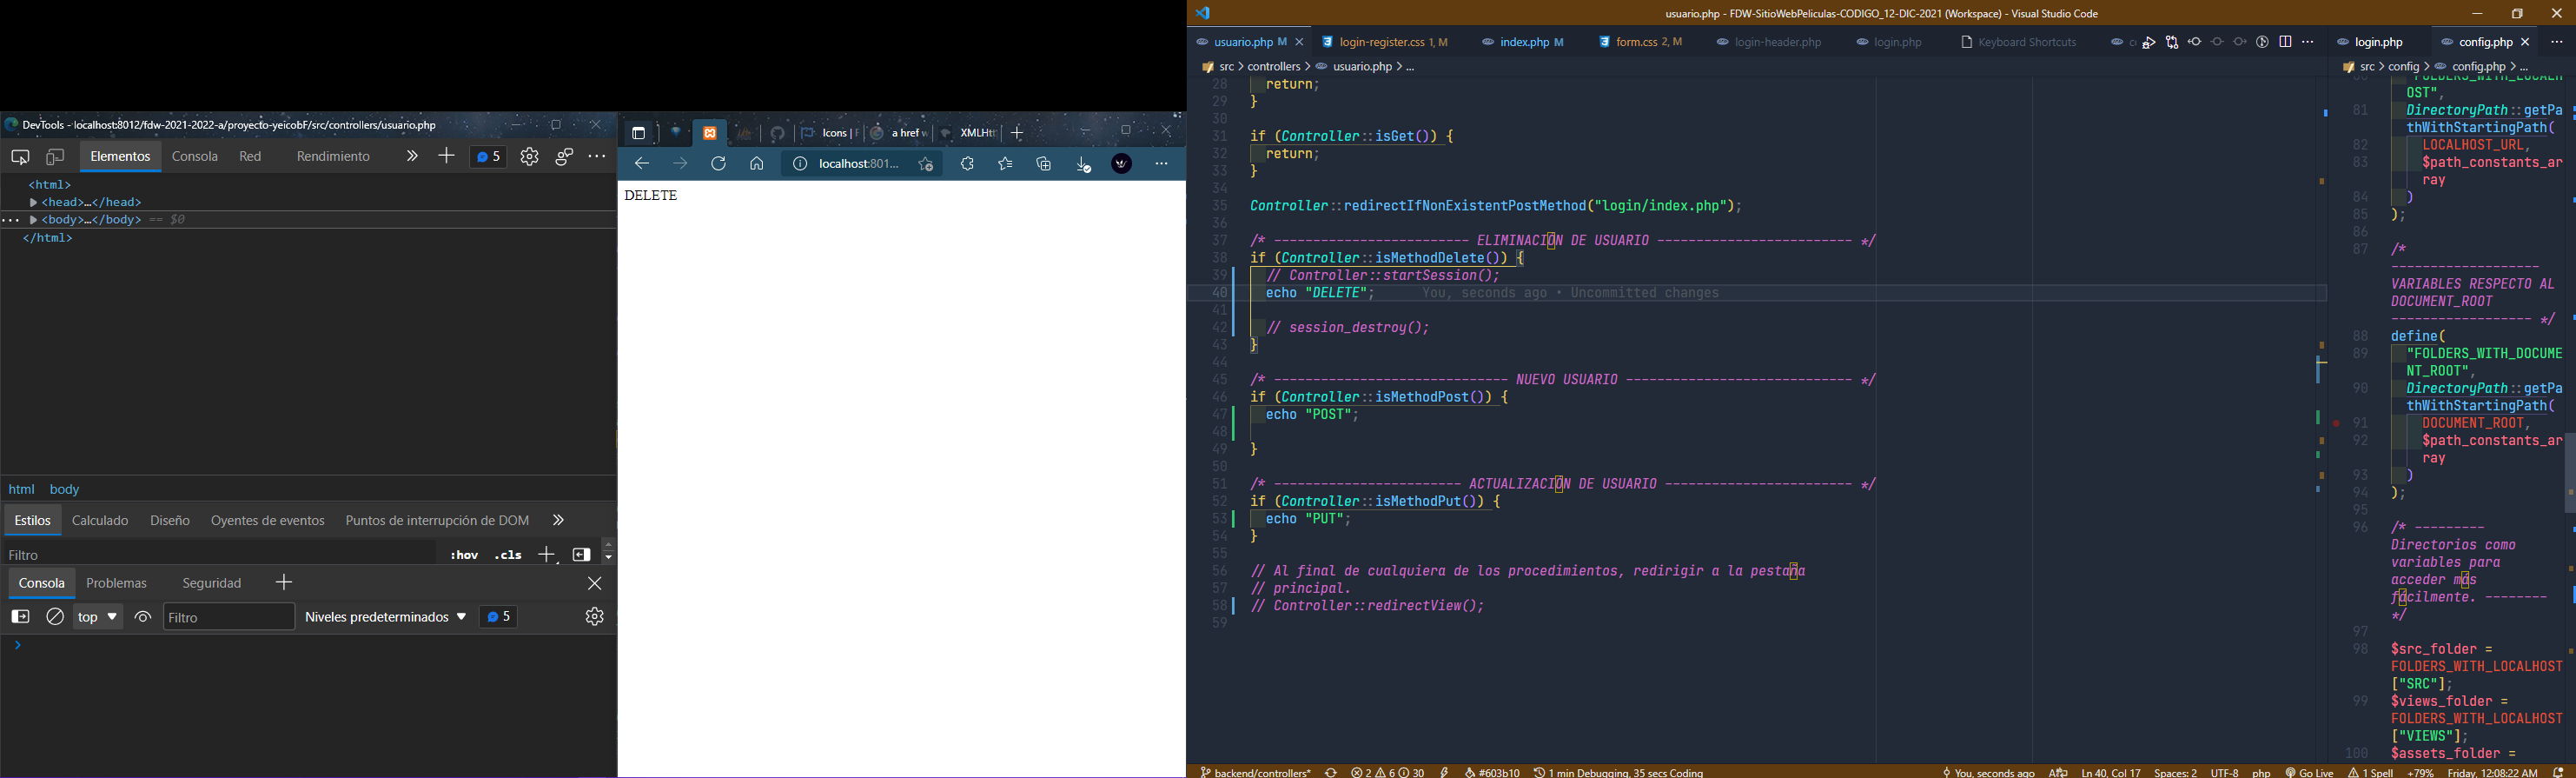 DevTools - localhost:8012/fdw-2021-2022-a/proyecto-yeicobF/src/controllers/usuario.php
Elementos Consola Red Rendimiento 5
<html>
<head>…</head>
<body>…</body> == $0
</html>
html body
Estilos Calculado Diseño Oyentes de eventos Puntos de interrupción de DOM
Filtro :hov .cls
Consola Problemas Seguridad
top Filtro Niveles predeterminados 5
Icons | F a href w XMLHtt
localhost:801...
DELETE
usuario.php - FDW-SitioWebPeliculas-CODIGO_12-DIC-2021 (Workspace) - Visual Studio Code
usuario.php M login-register.css 1, M index.php M form.css 2, M login-header.php login.php Keyboard Shortcuts
src > controllers > usuario.php > ...
28 return;
29 }
30
31 if (Controller::isGet()) {
32 return;
33 }
34
35 Controller::redirectIfNonExistentPostMethod("login/index.php");
36
37 /* ------------------------- ELIMINACIÓN DE USUARIO ------------------------- */
38 if (Controller::isMethodDelete()) {
39 // Controller::startSession();
40 echo "DELETE"; You, seconds ago • Uncommitted changes
41
42 // session_destroy();
43 }
44
45 /* ------------------------------ NUEVO USUARIO ----------------------------- */
46 if (Controller::isMethodPost()) {
47 echo "POST";
48
49 }
50
51 /* ------------------------ ACTUALIZACIÓN DE USUARIO ------------------------ */
52 if (Controller::isMethodPut()) {
53 echo "PUT";
54 }
55
56 // Al final de cualquiera de los procedimientos, redirigir a la pestaña
57 // principal.
58 // Controller::redirectView();
59
login.php config.php
src > config > config.php > ...
"FOLDERS_WITH_LOCALH
OST",
81 DirectoryPath::getPa
thWithStartingPath(
82 LOCALHOST_URL,
83 $path_constants_ar
ray
84 )
85 );
86
87 /*
-------------------
VARIABLES RESPECTO AL
DOCUMENT_ROOT
------------------ */
88 define(
89 "FOLDERS_WITH_DOCUME
NT_ROOT",
90 DirectoryPath::getPa
thWithStartingPath(
91 DOCUMENT_ROOT,
92 $path_constants_ar
ray
93 )
94 );
95
96 /* ---------
Directorios como
variables para
acceder más
fácilmente. --------
*/
97
98 $src_folder =
FOLDERS_WITH_LOCALHOST
["SRC"];
99 $views_folder =
FOLDERS_WITH_LOCALHOST
["VIEWS"];
100 $assets_folder =
backend/controllers* 2 6 30 #603b10 1 min Debugging, 35 secs Coding You, seconds ago Ln 40, Col 17 Spaces: 2 UTF-8 php Go Live 1 Spell +79% Friday, 12:08:22 AM